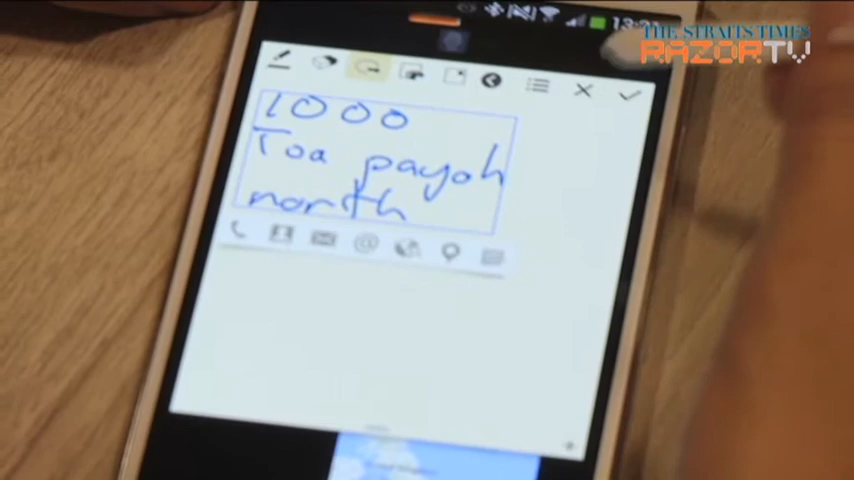 THE STRAITS TIMES
RAZORTV
1000
Toa payoh
north